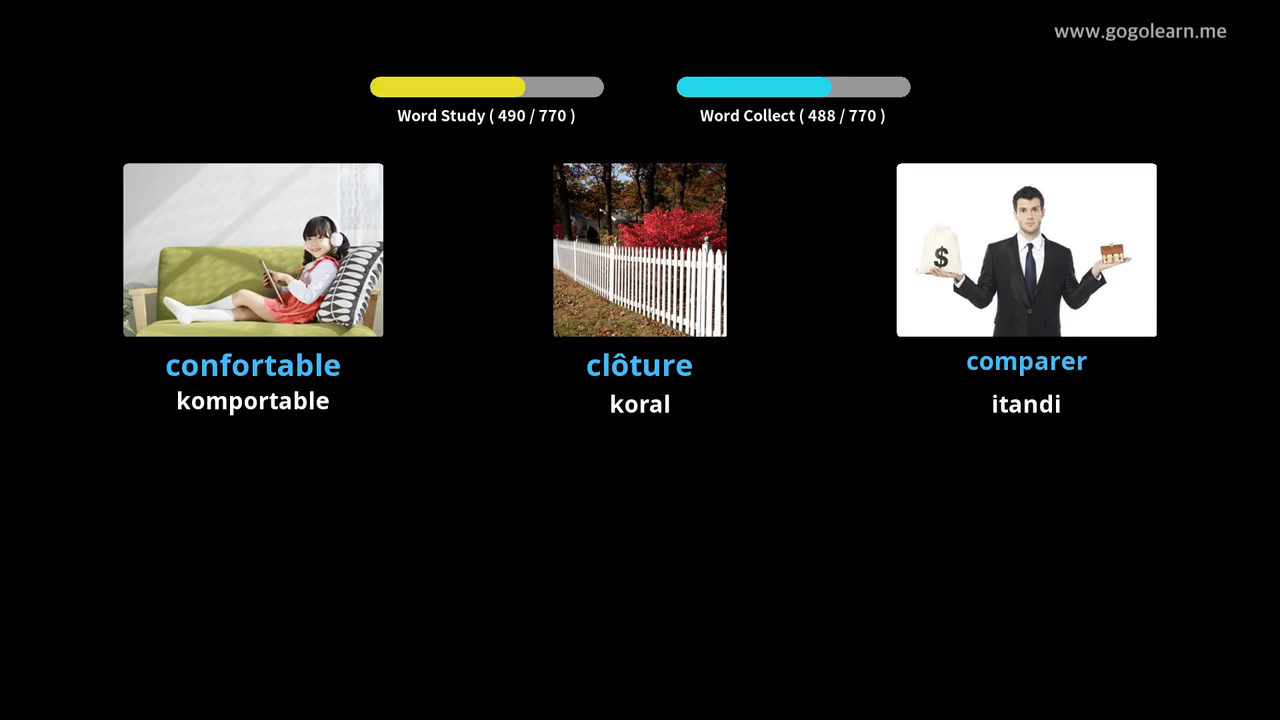 www.gogolearn.me
Word Study ( 490 / 770 )
Word Collect ( 488 / 770 )
$
confortable
komportable
clôture
koral
comparer
itandi